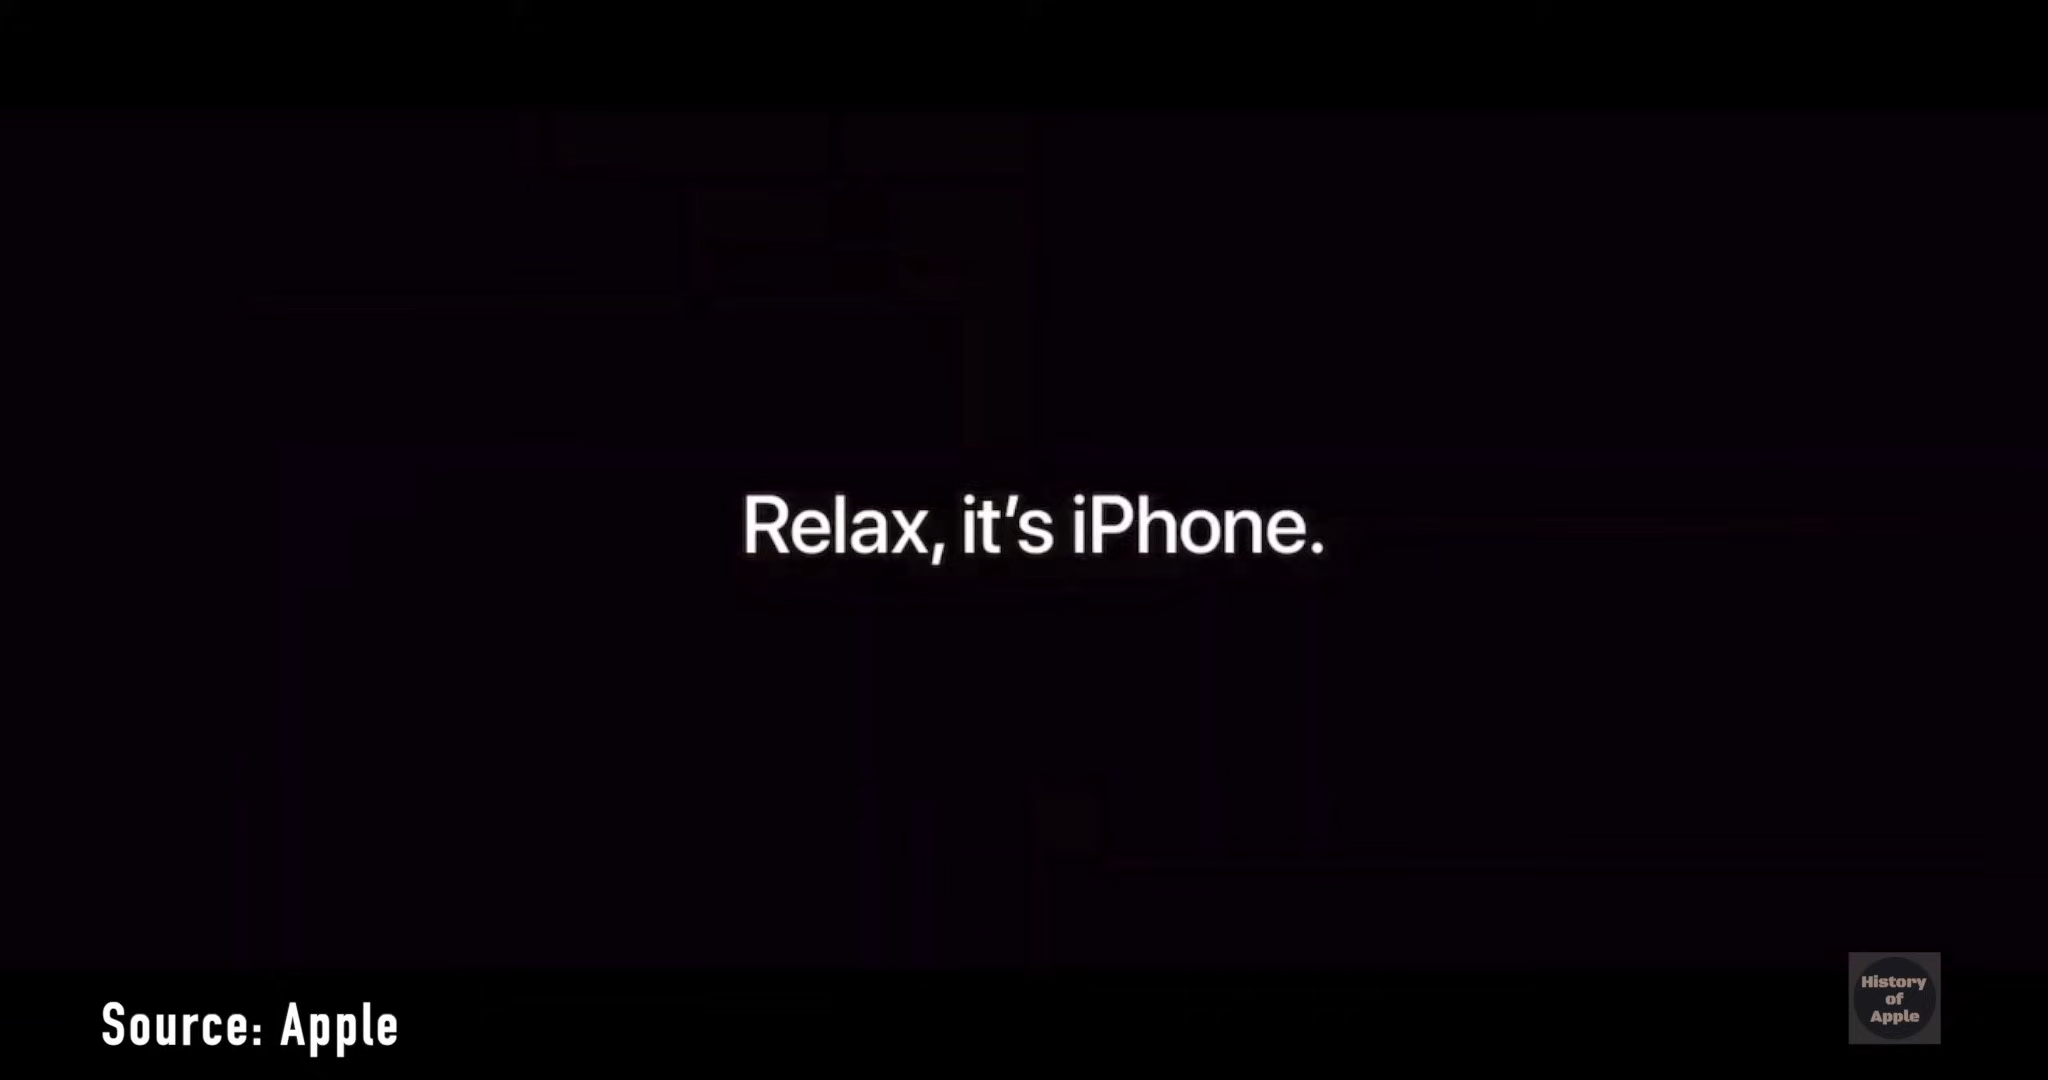 Relax, it’s iPhone.
Source: Apple
History
of
Apple